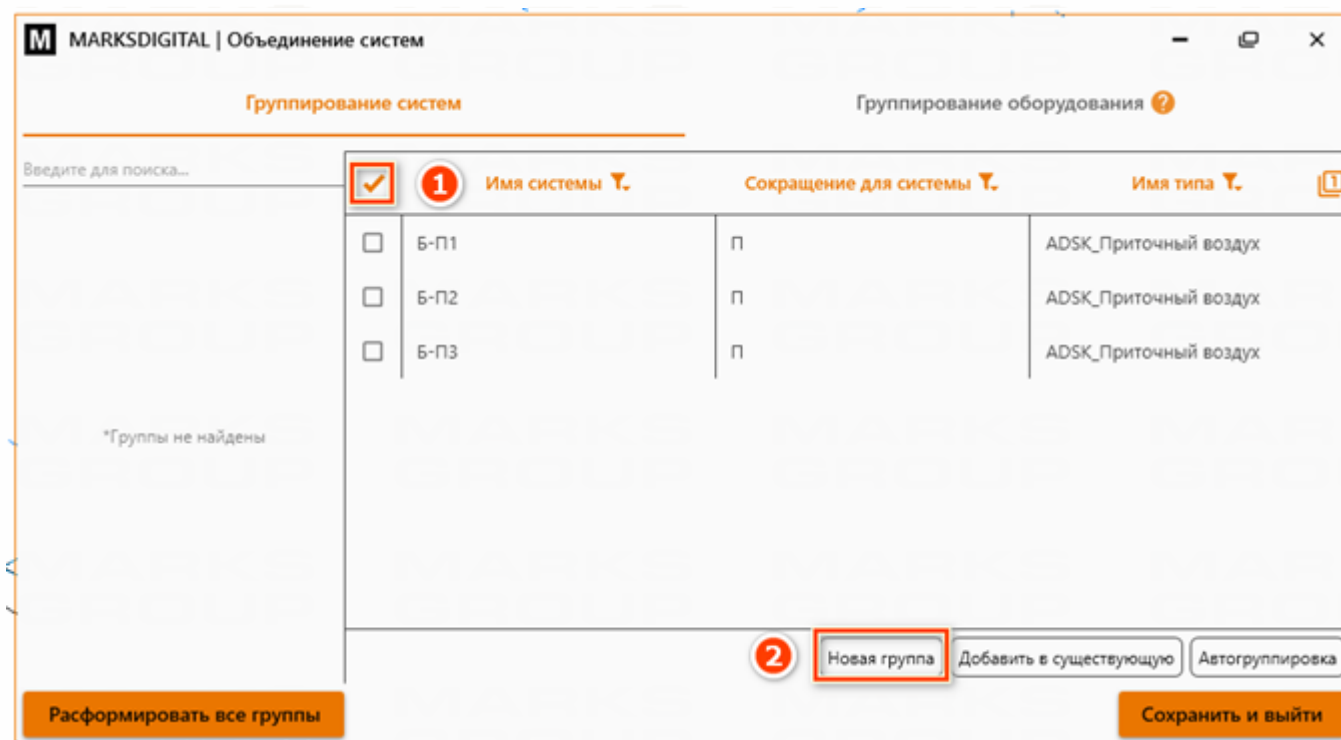 M MARKSDIGITAL | Объединение систем
Группирование систем
Группирование оборудования ?
Введите для поиска...
1 Имя системы Сокращение для системы Имя типа 1
Б-П1 П ADSK_Приточный воздух
Б-П2 П ADSK_Приточный воздух
Б-П3 П ADSK_Приточный воздух
*Группы не найдены
2 Новая группа Добавить в существующую Автогруппировка
Расформировать все группы Сохранить и выйти